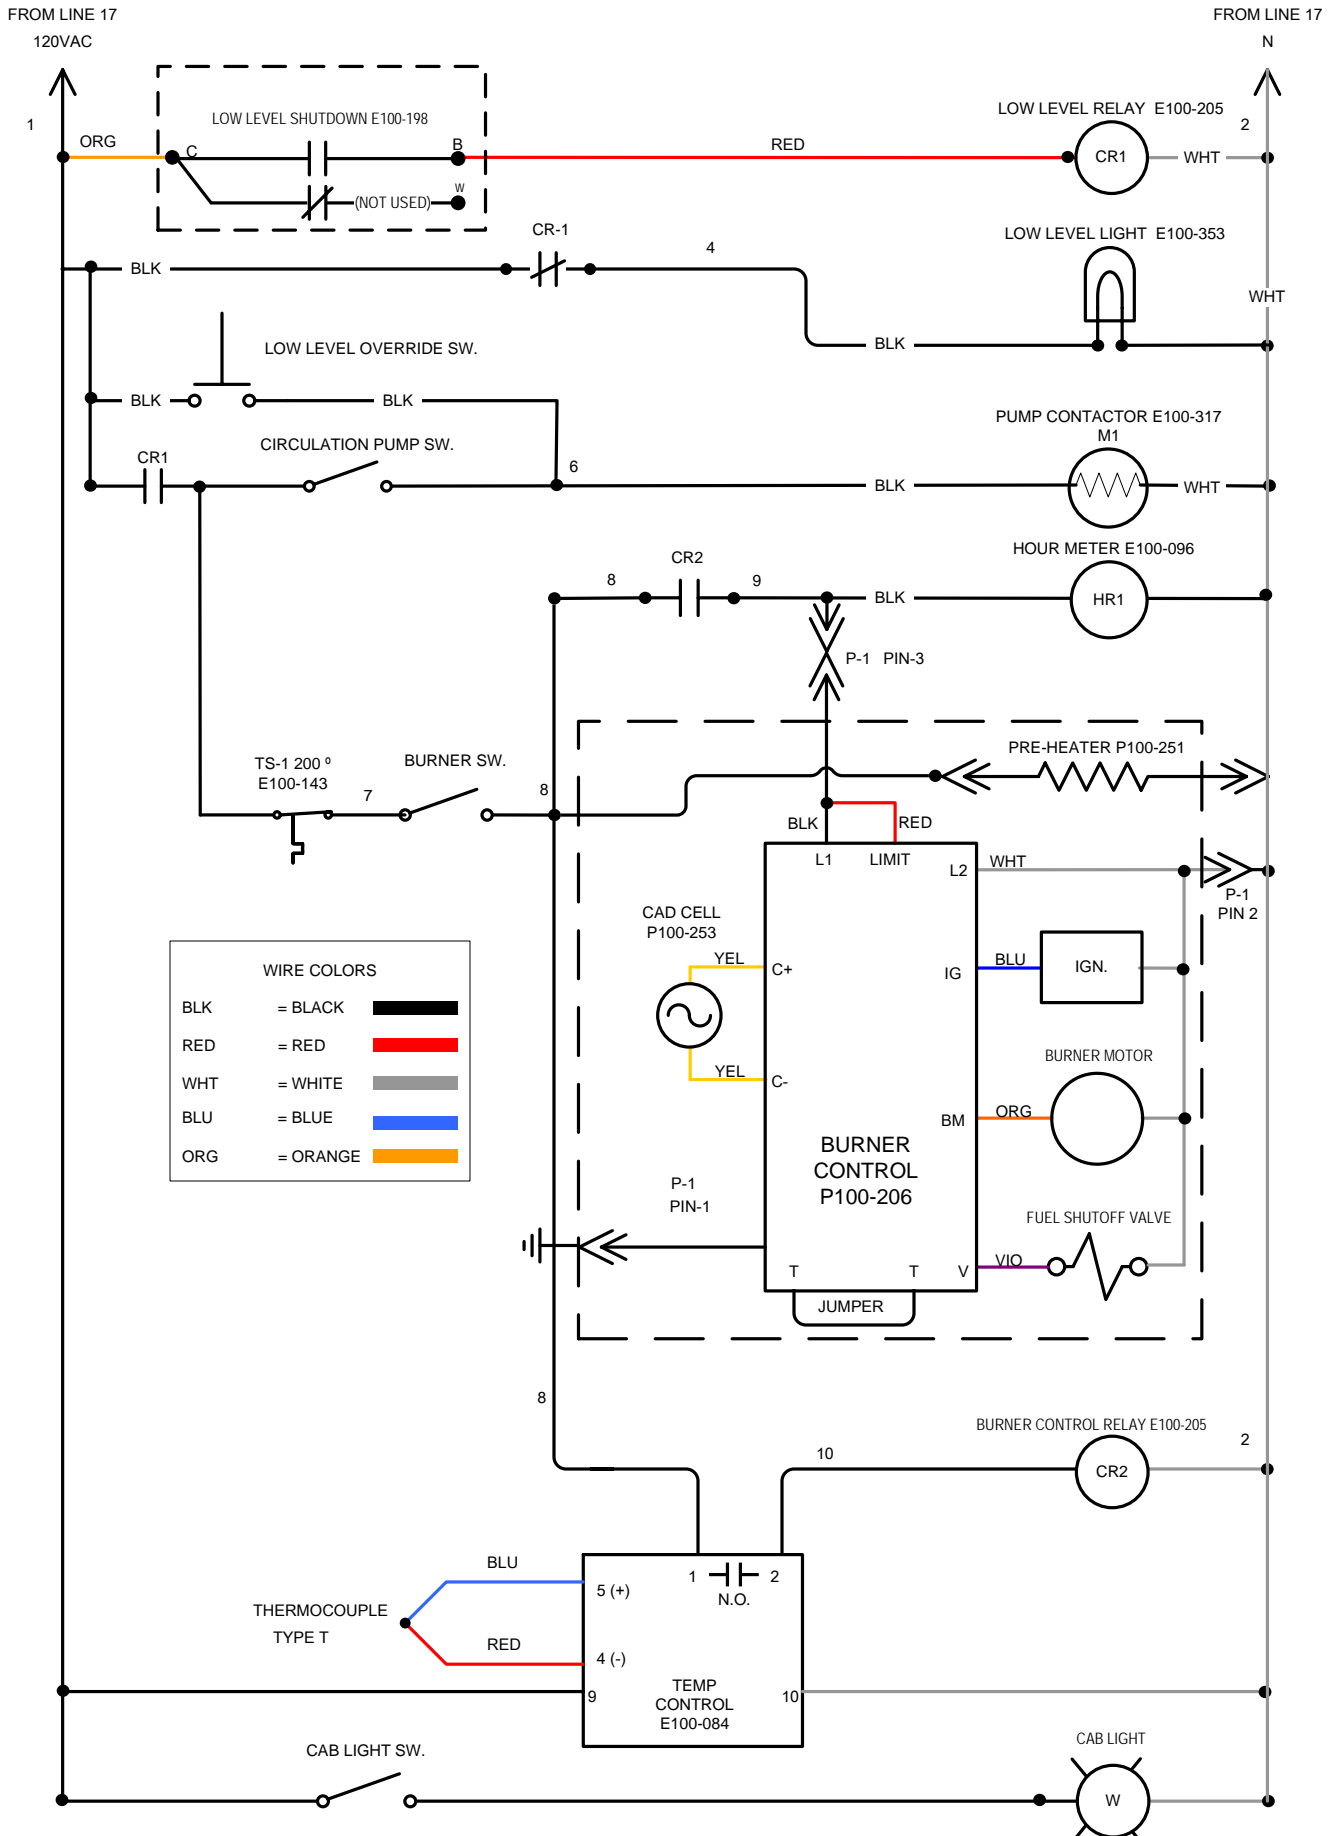 FROM LINE 17
FROM LINE 17
120VAC
N
LOW LEVEL RELAY E100-205
LOW LEVEL SHUTDOWN E100-198
1
2
ORG
C
B
RED
CR1
WHT
W
(NOT USED)
CR-1
4
LOW LEVEL LIGHT E100-353
BLK
WHT
LOW LEVEL OVERRIDE SW.
BLK
BLK
BLK
PUMP CONTACTOR E100-317
M1
CIRCULATION PUMP SW.
CR1
6
BLK
WHT
HOUR METER E100-096
CR2
8
9
BLK
HR1
P-1 PIN-3
PRE-HEATER P100-251
TS-1 200 º
E100-143
BURNER SW.
7
8
BLK
RED
L1
LIMIT
L2
WHT
P-1
PIN 2
CAD CELL
P100-253
YEL
C+
IG
BLU
IGN.
WIRE COLORS
BLK = BLACK
RED = RED
WHT = WHITE
BLU = BLUE
ORG = ORANGE
YEL
C-
BURNER MOTOR
BM
ORG
BURNER
CONTROL
P100-206
P-1
PIN-1
FUEL SHUTOFF VALVE
T
T
V
VIO
JUMPER
8
BURNER CONTROL RELAY E100-205
10
2
CR2
BLU
1
2
N.O.
5 (+)
THERMOCOUPLE
TYPE T
RED
4 (-)
TEMP
CONTROL
E100-084
9
10
CAB LIGHT SW.
CAB LIGHT
W